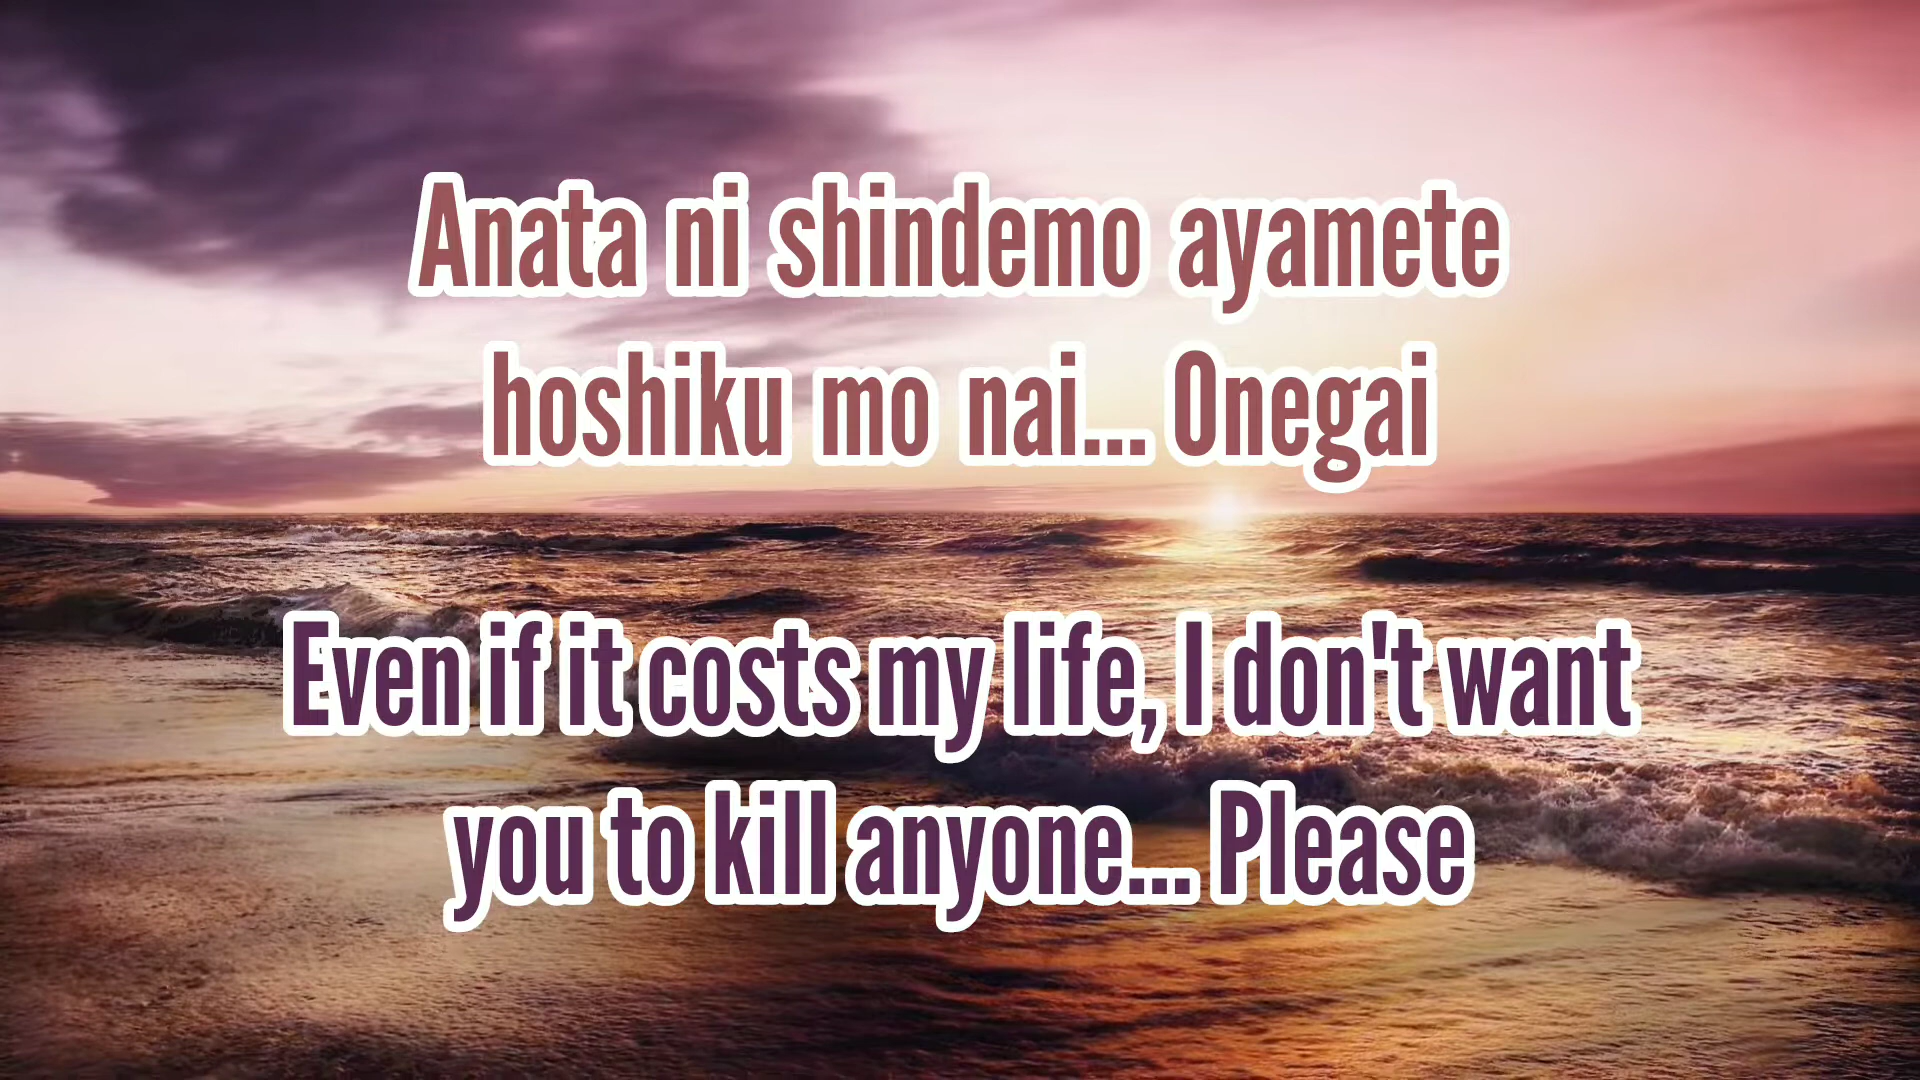 Anata ni shindemo ayamete
hoshiku mo nai... Onegai
Even if it costs my life, I don't want
you to kill anyone... Please